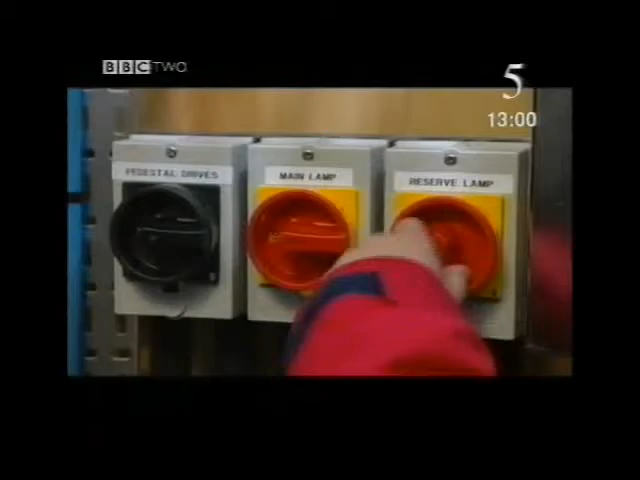 BBC TWO
5
13:00
PEDESTAL DRIVES
MAIN LAMP
RESERVE LAMP